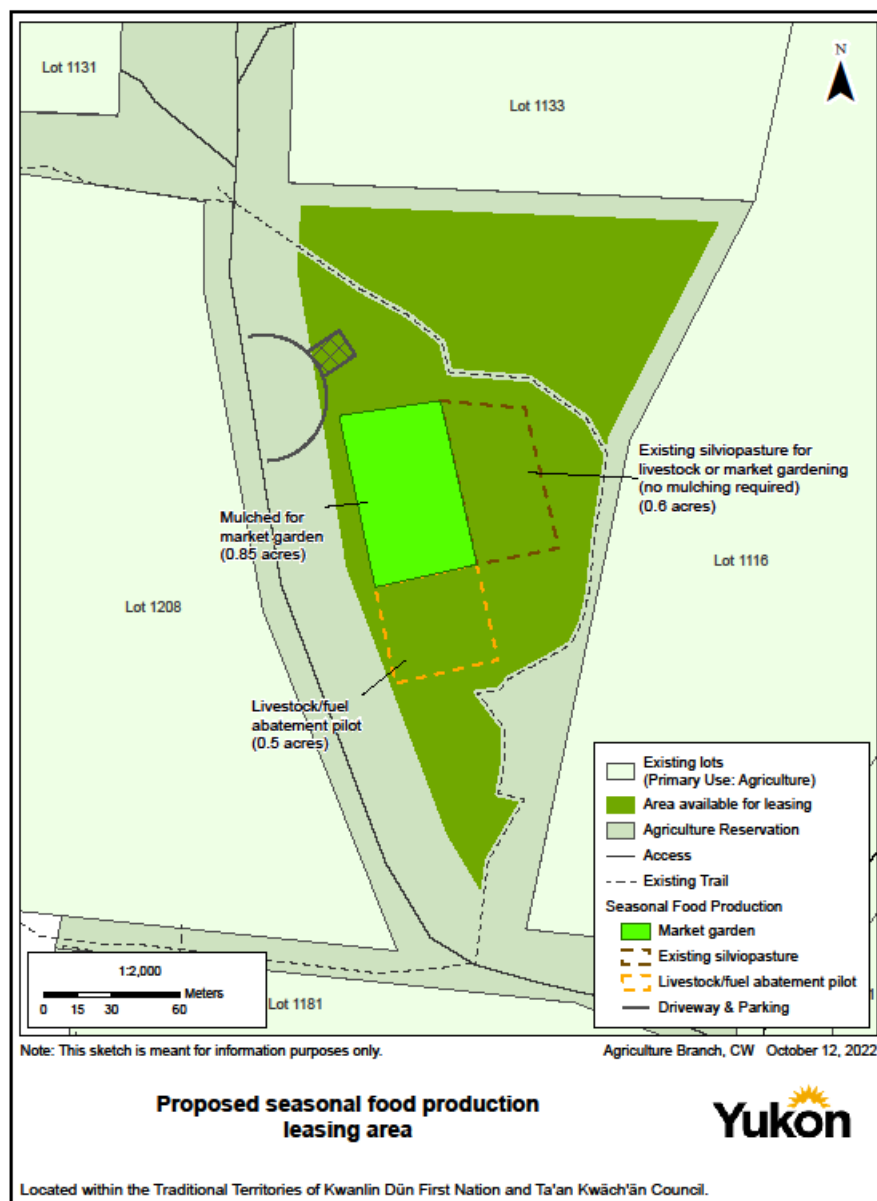 Lot 1131
Lot 1133
N
Existing silviopasture for
livestock or market gardening
(no mulching required)
(0.6 acres)
Mulched for
market garden
(0.85 acres)
Lot 1116
Lot 1208
Livestock/fuel
abatement pilot
(0.5 acres)
Existing lots
(Primary Use: Agriculture)
Area available for leasing
Agriculture Reservation
Access
Existing Trail
Seasonal Food Production
Market garden
Existing silviopasture
Livestock/fuel abatement pilot
Driveway & Parking
1:2,000
Meters
0 15 30 60
Lot 1181
Note: This sketch is meant for information purposes only.
Agriculture Branch, CW October 12, 2022
Proposed seasonal food production
leasing area
Yukon
Located within the Traditional Territories of Kwanlin Dün First Nation and Ta'an Kwäch'än Council.